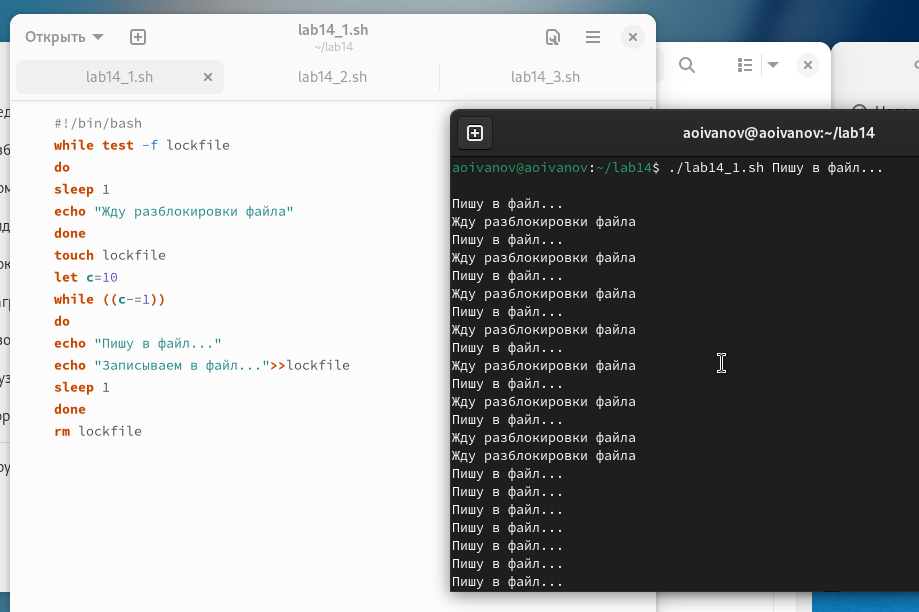 Открыть
lab14_1.sh
~/lab14
lab14_1.sh
lab14_2.sh
lab14_3.sh
#!/bin/bash
while test -f lockfile
do
sleep 1
echo "Жду разблокировки файла"
done
touch lockfile
let c=10
while ((c-=1))
do
echo "Пишу в файл..."
echo "Записываем в файл...">>lockfile
sleep 1
done
rm lockfile
aoivanov@aoivanov:~/lab14
aoivanov@aoivanov:~/lab14$ ./lab14_1.sh Пишу в файл...
Пишу в файл...
Жду разблокировки файла
Пишу в файл...
Жду разблокировки файла
Пишу в файл...
Жду разблокировки файла
Пишу в файл...
Жду разблокировки файла
Пишу в файл...
Жду разблокировки файла
Пишу в файл...
Жду разблокировки файла
Пишу в файл...
Жду разблокировки файла
Жду разблокировки файла
Пишу в файл...
Пишу в файл...
Пишу в файл...
Пишу в файл...
Пишу в файл...
Пишу в файл...
Пишу в файл...